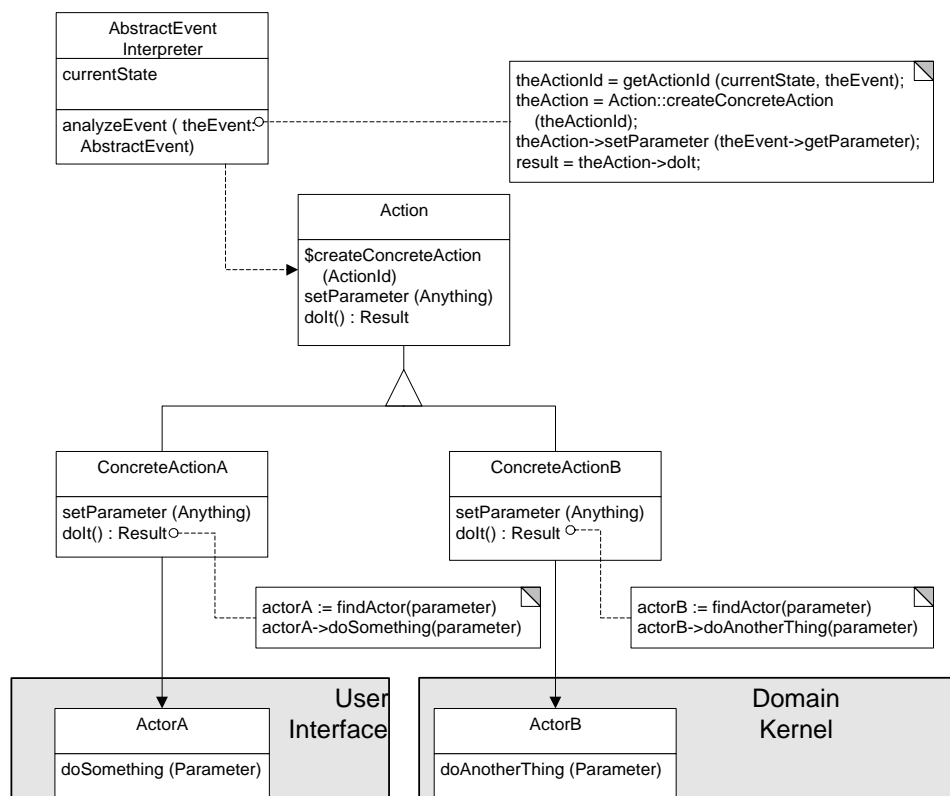 AbstractEvent
Interpreter
currentState
analyzeEvent ( theEvent:
AbstractEvent)
theActionId = getActionId (currentState, theEvent);
theAction = Action::createConcreteAction
(theActionId);
theAction->setParameter (theEvent->getParameter);
result = theAction->doIt;
Action
$createConcreteAction
(ActionId)
setParameter (Anything)
doIt() : Result
ConcreteActionA
setParameter (Anything)
doIt() : Result
ConcreteActionB
setParameter (Anything)
doIt() : Result
actorA := findActor(parameter)
actorA->doSomething(parameter)
actorB := findActor(parameter)
actorB->doAnotherThing(parameter)
User
Interface
ActorA
doSomething (Parameter)
Domain
Kernel
ActorB
doAnotherThing (Parameter)